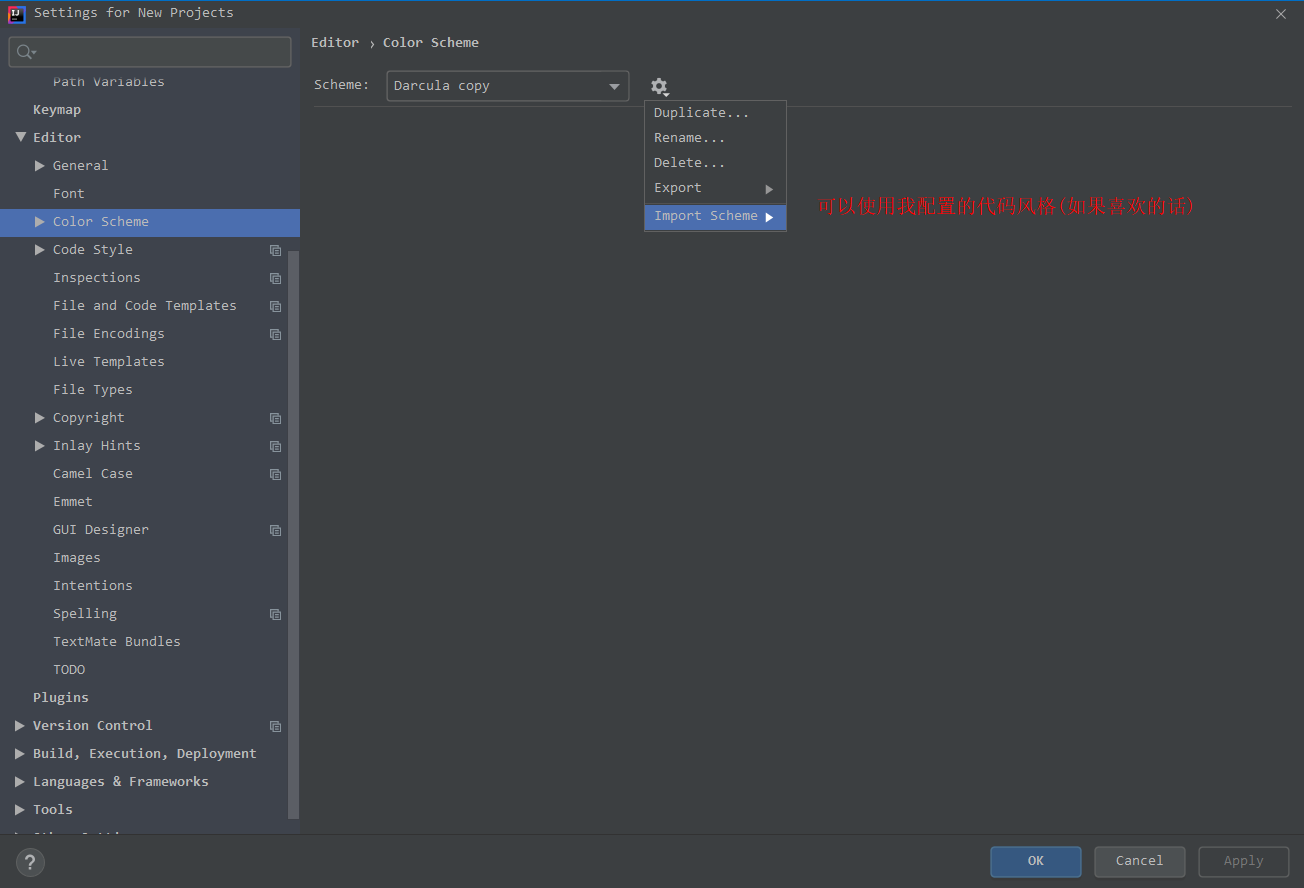 Settings for New Projects
Path Variables
Keymap
Editor
General
Font
Color Scheme
Code Style
Inspections
File and Code Templates
File Encodings
Live Templates
File Types
Copyright
Inlay Hints
Camel Case
Emmet
GUI Designer
Images
Intentions
Spelling
TextMate Bundles
TODO
Plugins
Version Control
Build, Execution, Deployment
Languages & Frameworks
Tools
Editor › Color Scheme
Scheme: Darcula copy
Duplicate...
Rename...
Delete...
Export
Import Scheme
可以使用我配置的代码风格(如果喜欢的话)
?
OK Cancel Apply